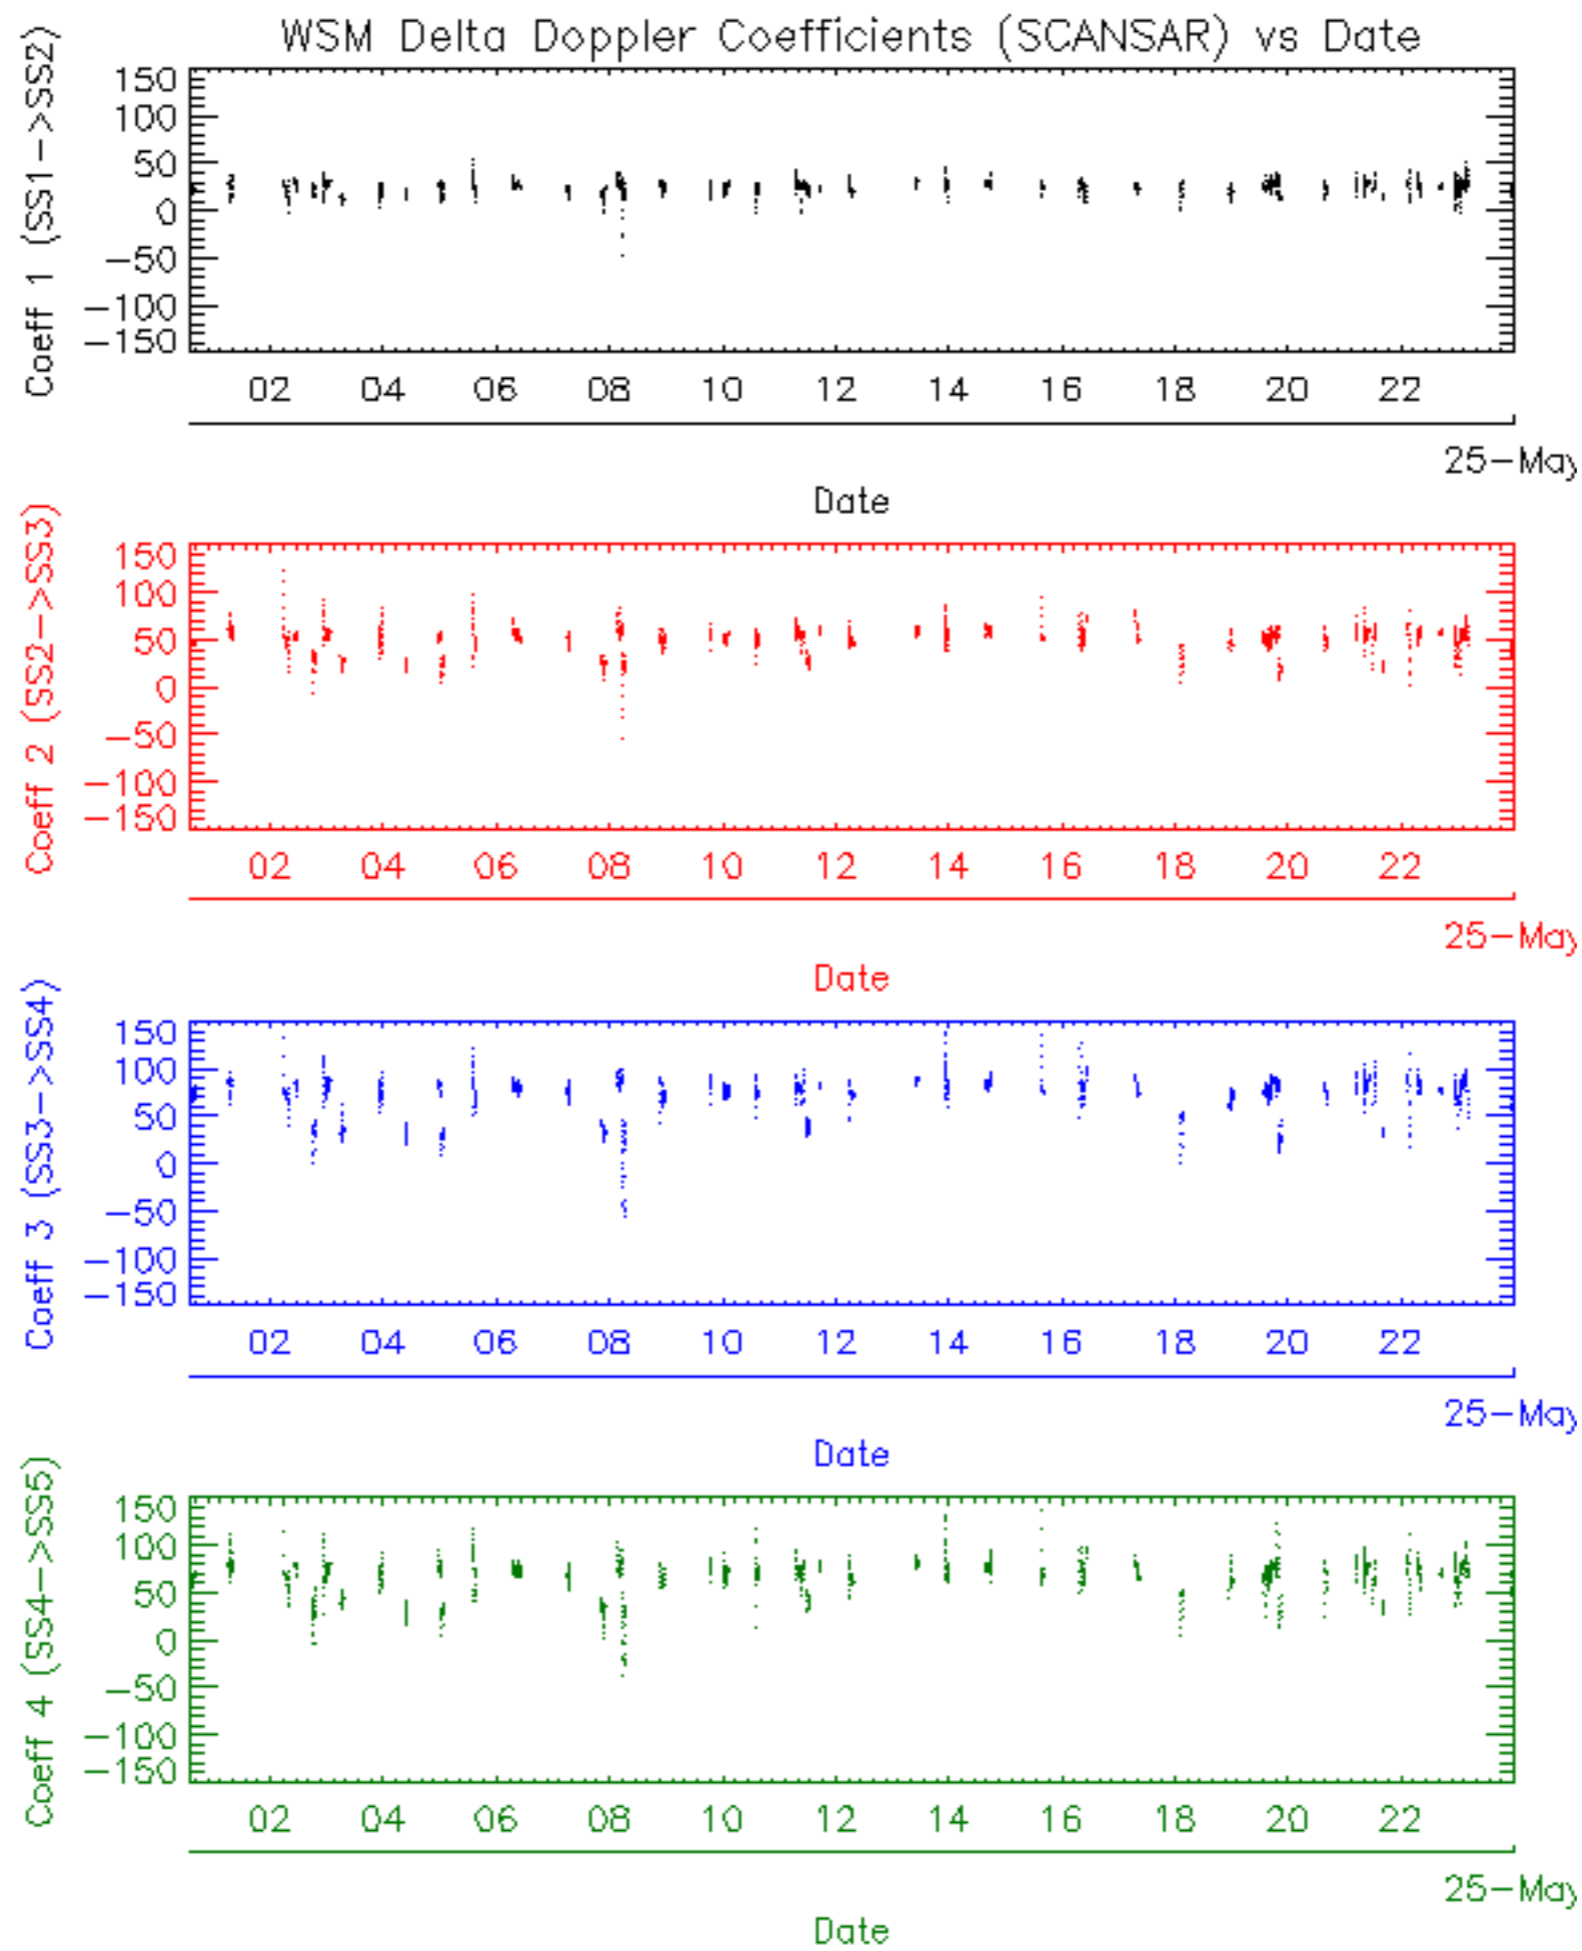 WSM Delta Doppler Coefficients (SCANSAR) vs Date
Coeff 1 (SS1->SS2)
150
100
50
0
-50
-100
-150
02 04 06 08 10 12 14 16 18 20 22
25-May
Date
Coeff 2 (SS2->SS3)
150
100
50
0
-50
-100
-150
02 04 06 08 10 12 14 16 18 20 22
25-May
Date
Coeff 3 (SS3->SS4)
150
100
50
0
-50
-100
-150
02 04 06 08 10 12 14 16 18 20 22
25-May
Date
Coeff 4 (SS4->SS5)
150
100
50
0
-50
-100
-150
02 04 06 08 10 12 14 16 18 20 22
25-May
Date